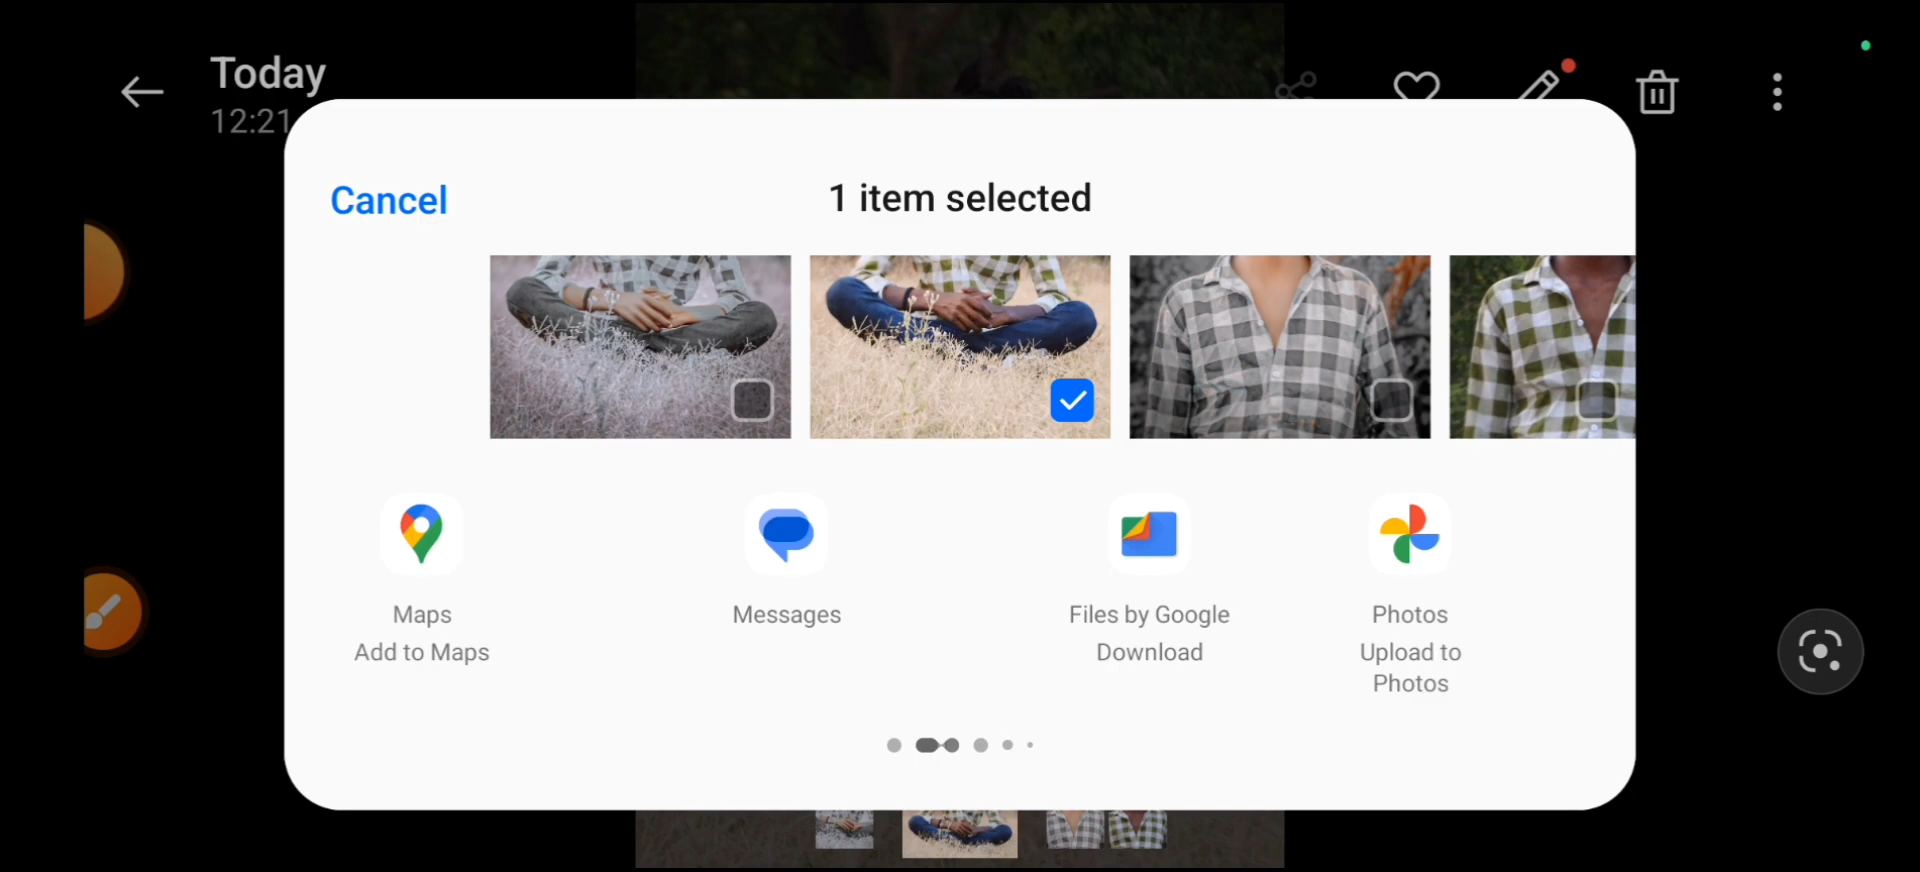 Today
12:21
Cancel
1 item selected
Maps
Add to Maps
Messages
Files by Google
Download
Photos
Upload to
Photos